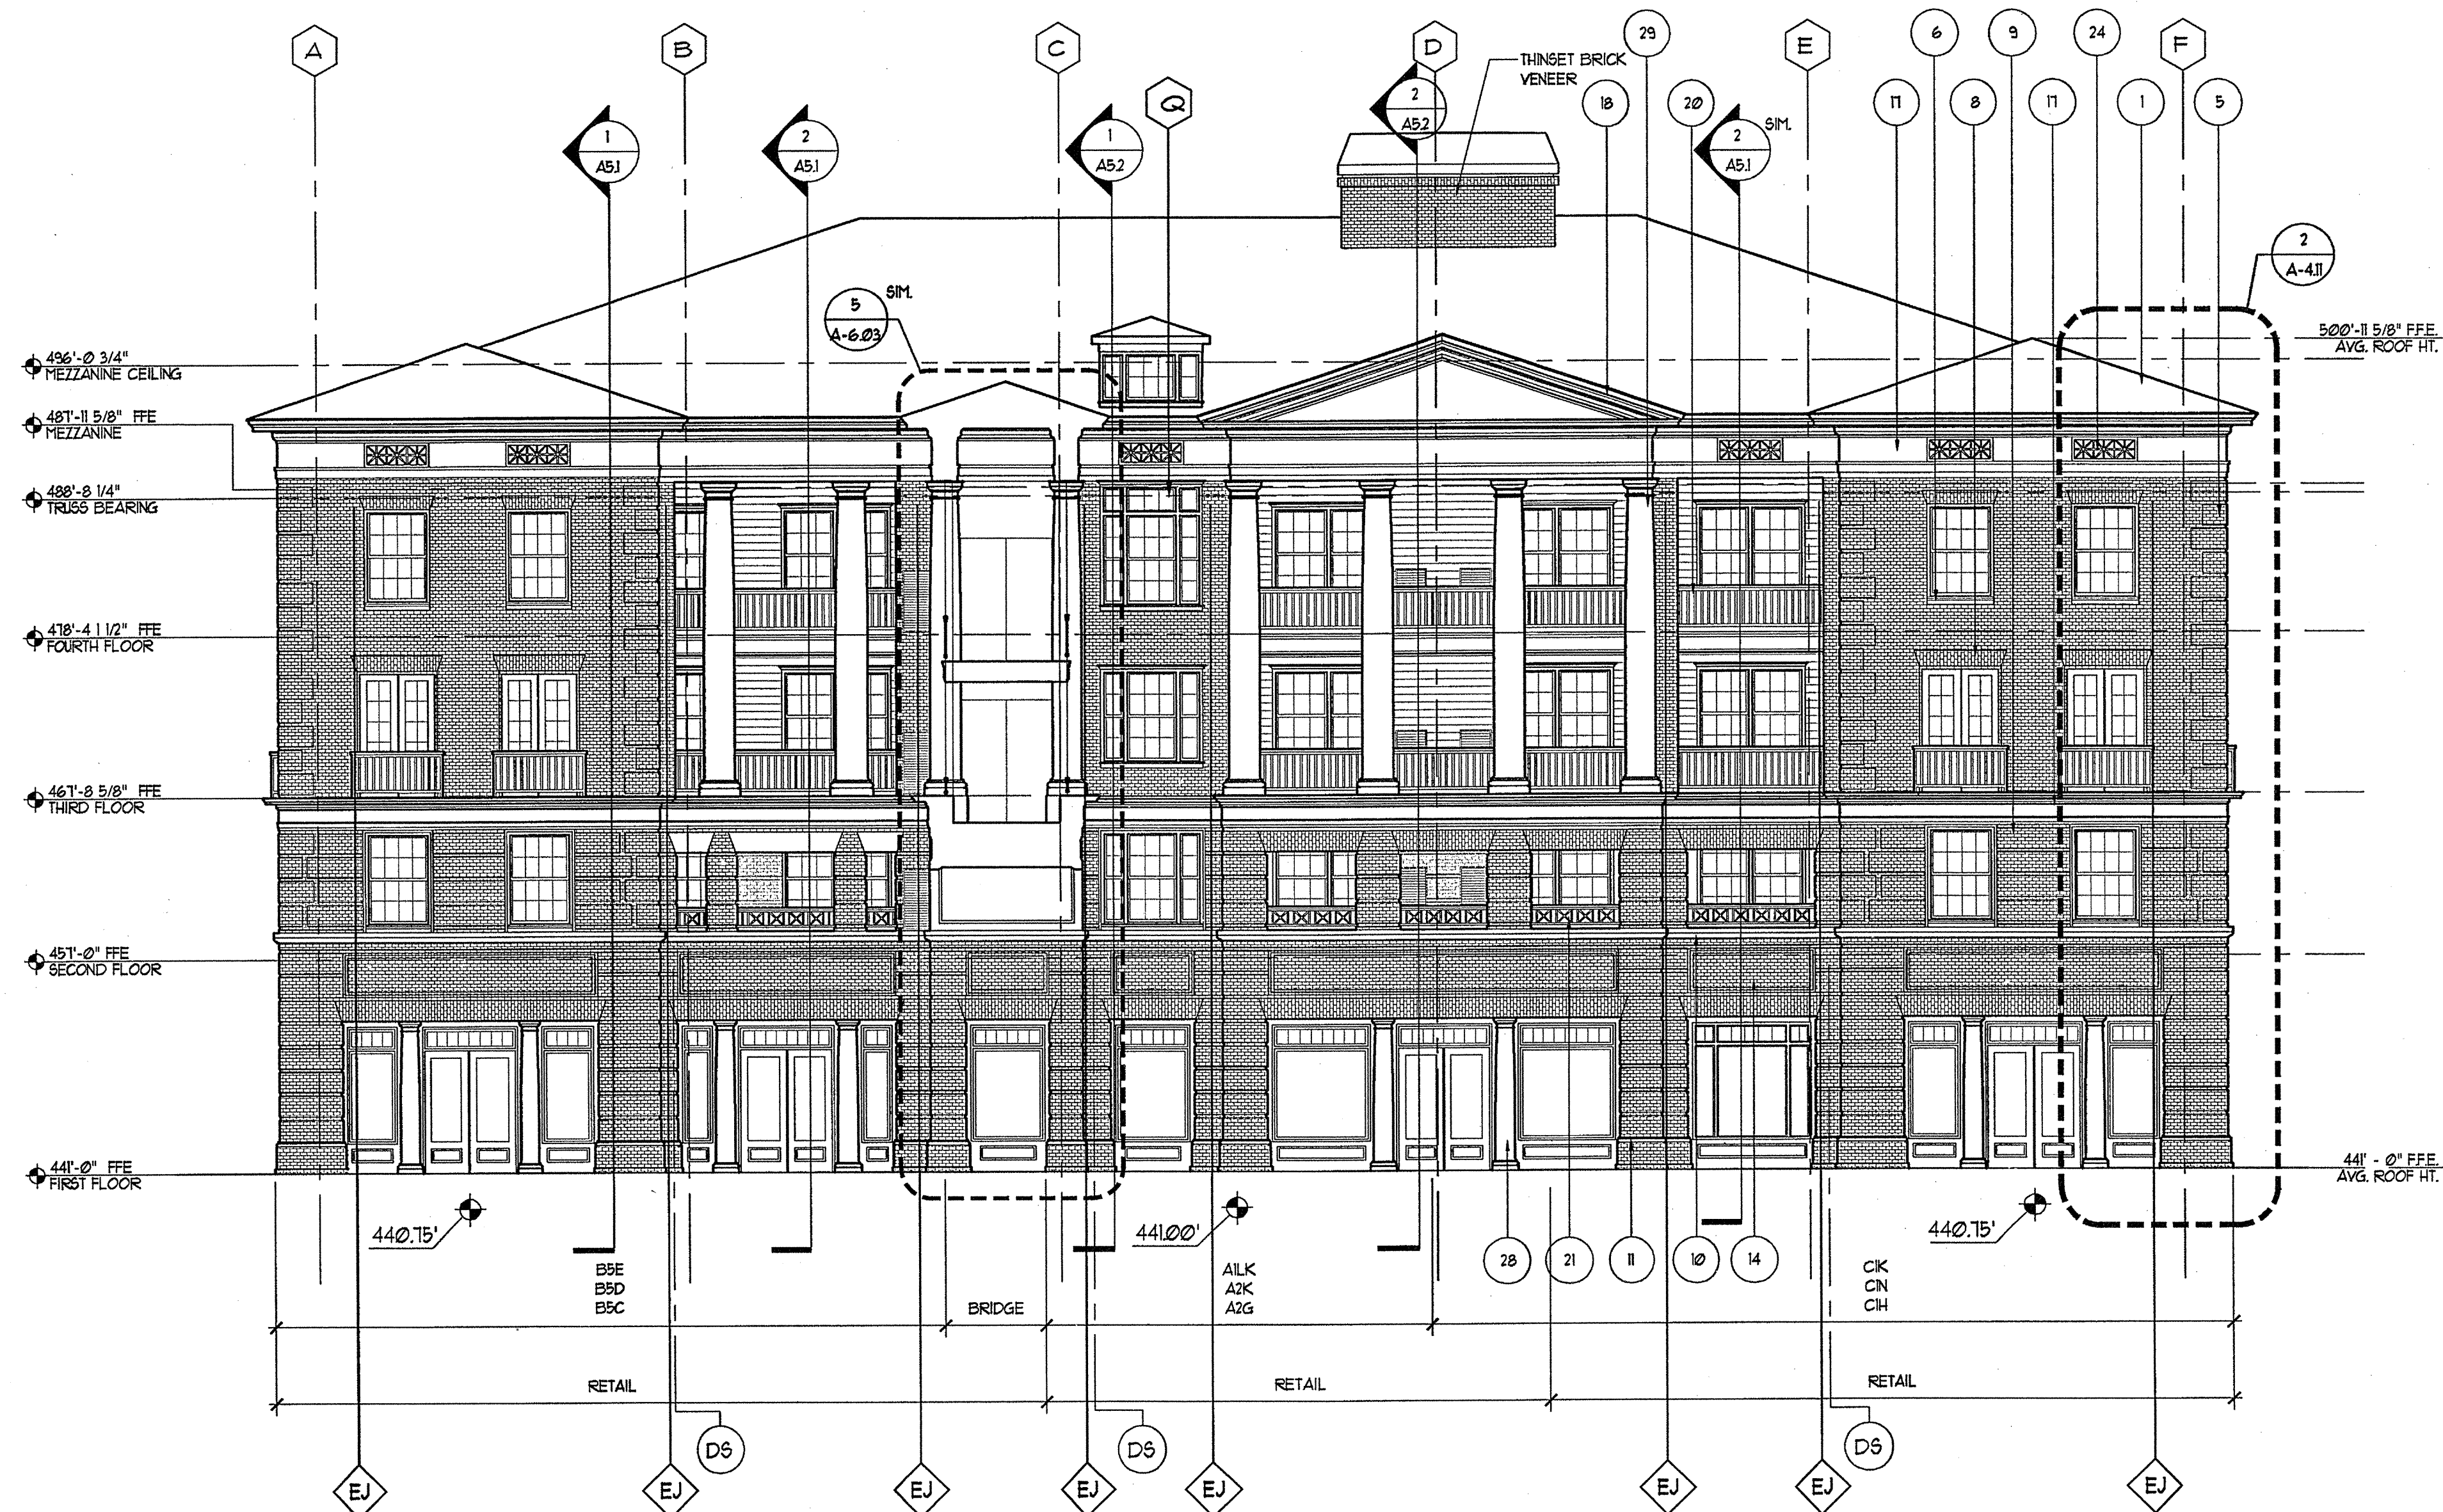 A
B
C
D
29
E
6
9
24
F
THINSET BRICK
VENEER
Q
2
A5.2
18
20
17
8
17
1
5
1
A5.1
2
A5.1
1
A5.2
2
A5.1
SIM.
2
A-4.11
5
A-6.03
SIM.
496'-0 3/4"
MEZZANINE CEILING
500'-11 5/8" F.F.E.
AVG. ROOF HT.
487'-11 5/8" FFE
MEZZANINE
488'-8 1/4"
TRUSS BEARING
478'-4 1 1/2" FFE
FOURTH FLOOR
467'-8 5/8" FFE
THIRD FLOOR
457'-0" FFE
SECOND FLOOR
441'-0" FFE
FIRST FLOOR
441' - 0" F.F.E.
AVG. ROOF HT.
440.75'
441.00'
440.75'
28
21
11
10
14
B5E
B5D
B5C
BRIDGE
A1LK
A2K
A2G
C1K
C1N
C1H
RETAIL
RETAIL
RETAIL
DS
DS
DS
EJ
EJ
EJ
EJ
EJ
EJ
EJ
EJ